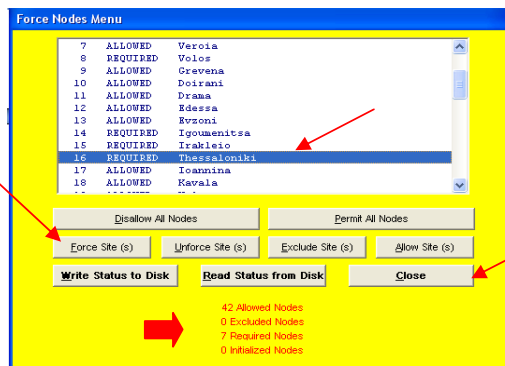 Force Nodes Menu
7 ALLOWED Veroia
8 REQUIRED Volos
9 ALLOWED Grevena
10 ALLOWED Doirani
11 ALLOWED Drama
12 ALLOWED Edessa
13 ALLOWED Evzoni
14 REQUIRED Igoumenitsa
15 REQUIRED Irakleio
16 REQUIRED Thessaloniki
17 ALLOWED Ioannina
18 ALLOWED Kavala
Disallow All Nodes Permit All Nodes
Force Site (s) Unforce Site (s) Exclude Site (s) Allow Site (s)
Write Status to Disk Read Status from Disk Close
42 Allowed Nodes
0 Excluded Nodes
7 Required Nodes
0 Initialized Nodes